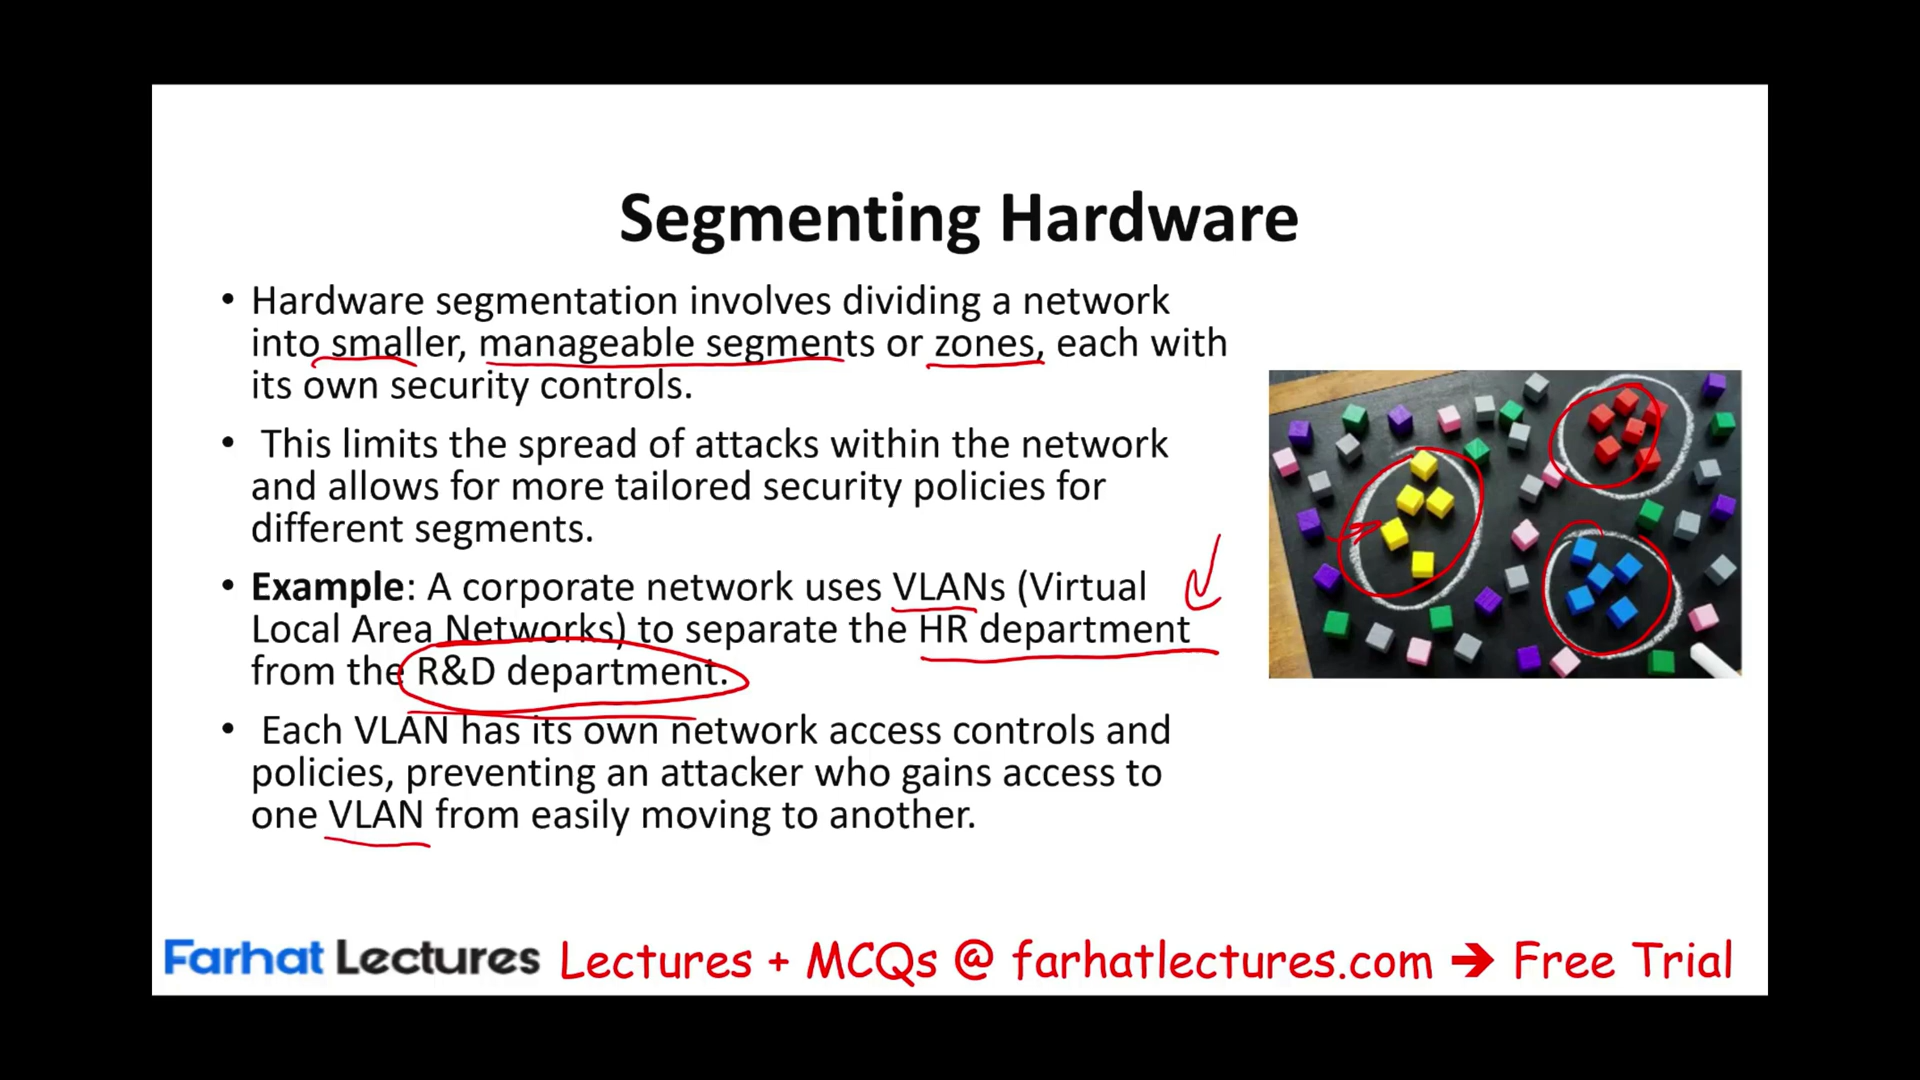 Segmenting Hardware
• Hardware segmentation involves dividing a network
into smaller, manageable segments or zones, each with
its own security controls.
• This limits the spread of attacks within the network
and allows for more tailored security policies for
different segments.
• Example: A corporate network uses VLANs (Virtual
Local Area Networks) to separate the HR department
from the R&D department.
• Each VLAN has its own network access controls and
policies, preventing an attacker who gains access to
one VLAN from easily moving to another.
Farhat Lectures Lectures + MCQs @ farhatlectures.com ➔ Free Trial